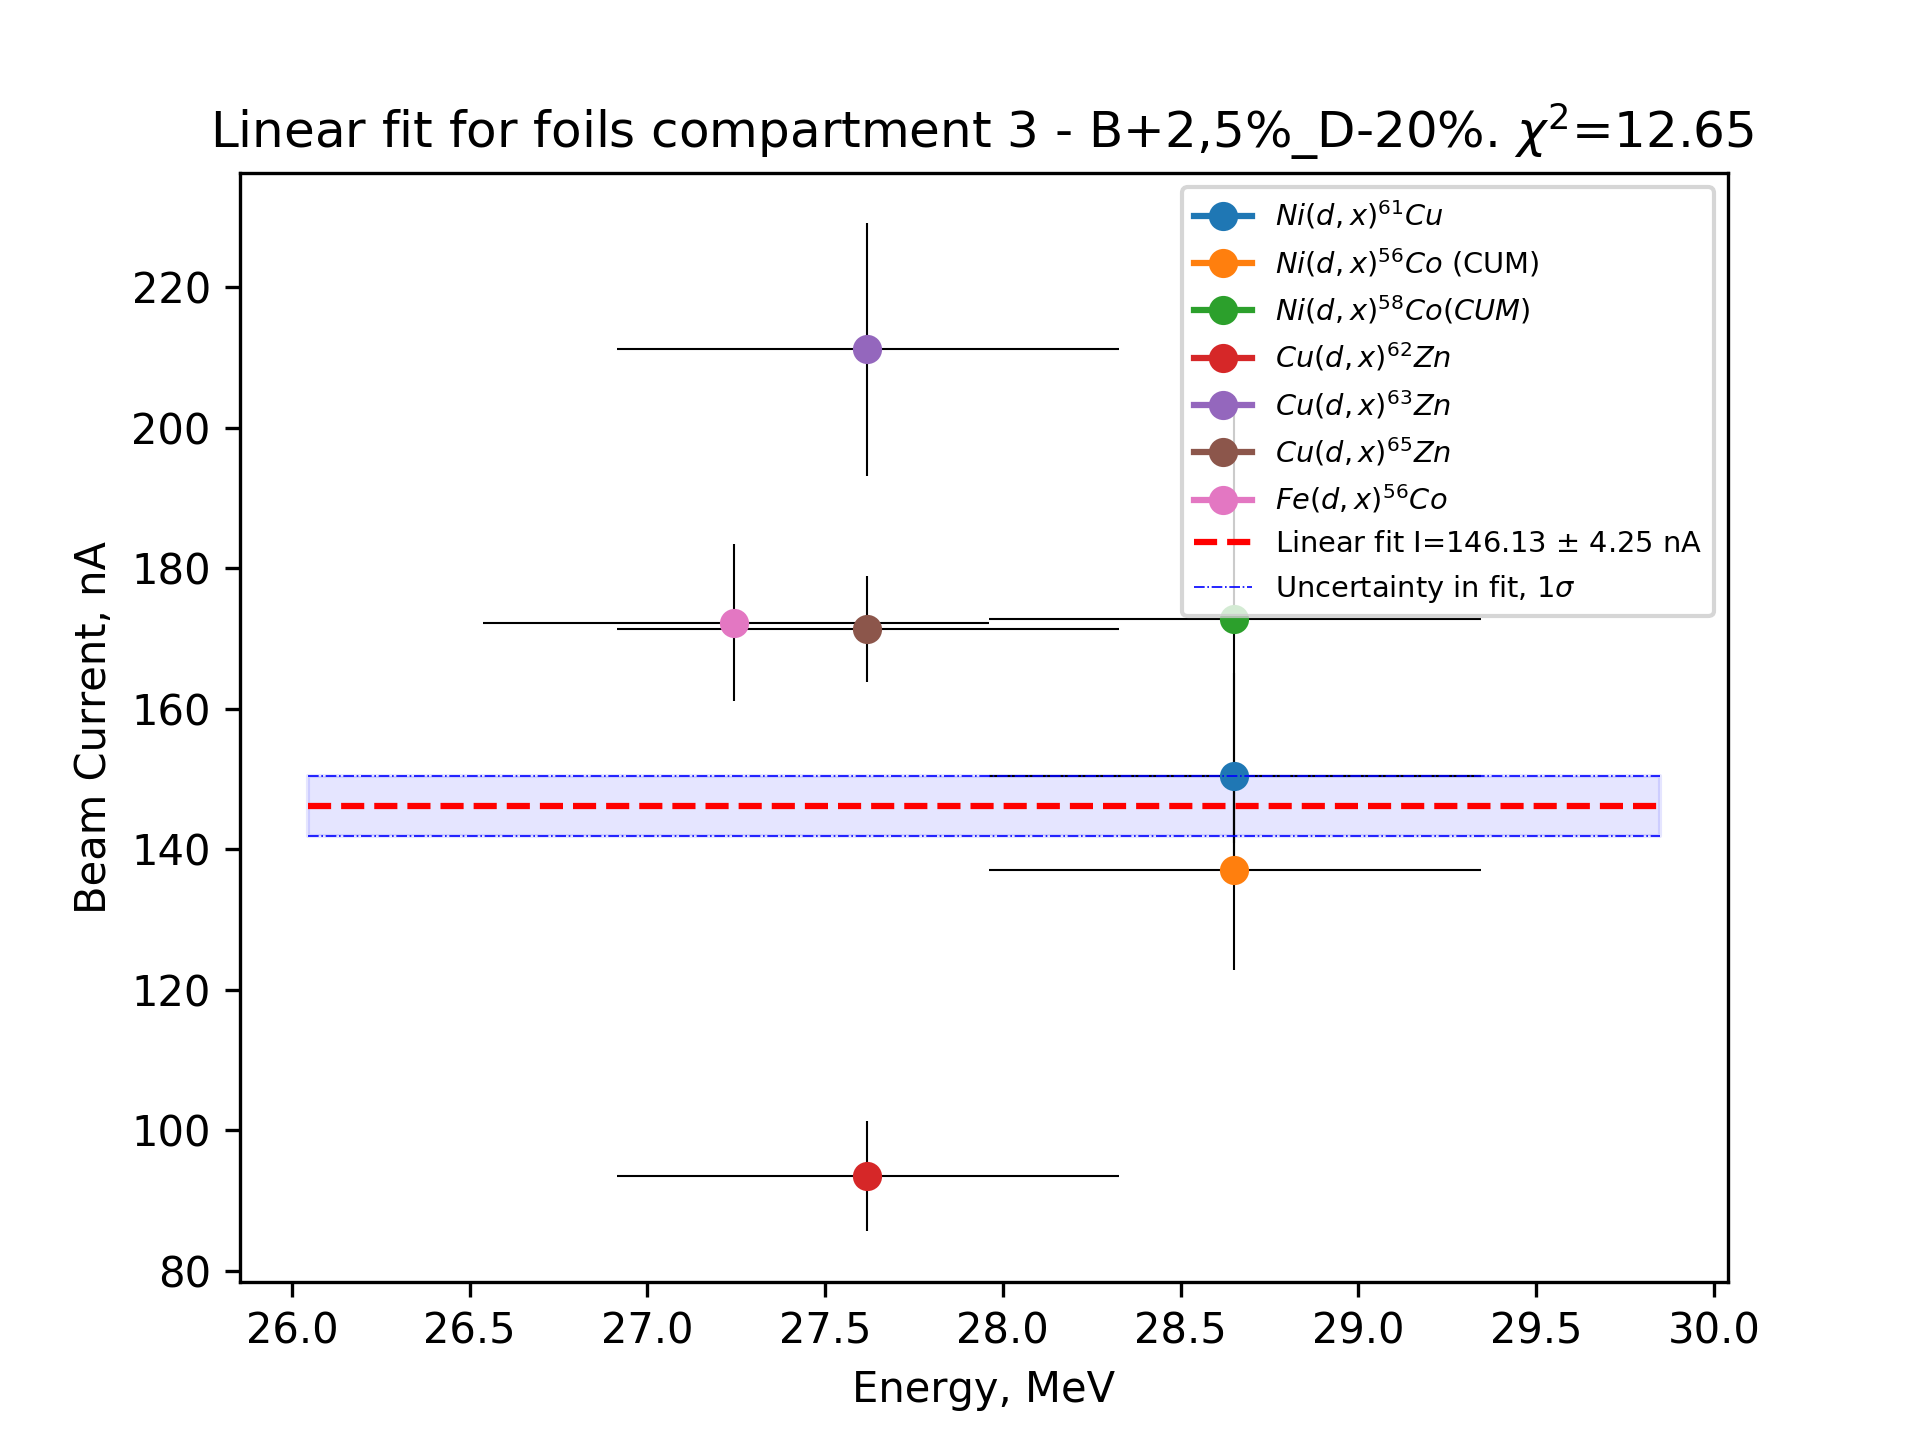 Linear fit for foils compartment 3 - B+2,5%_D-20%. χ²=12.65
Ni(d, x)⁶¹Cu
Ni(d, x)⁵⁶Co (CUM)
Ni(d, x)⁵⁸Co(CUM)
Cu(d, x)⁶²Zn
Cu(d, x)⁶³Zn
Cu(d, x)⁶⁵Zn
Fe(d, x)⁵⁶Co
Linear fit I=146.13 ± 4.25 nA
Uncertainty in fit, 1σ
Beam Current, nA
220
200
180
160
140
120
100
80
26.0 26.5 27.0 27.5 28.0 28.5 29.0 29.5 30.0
Energy, MeV